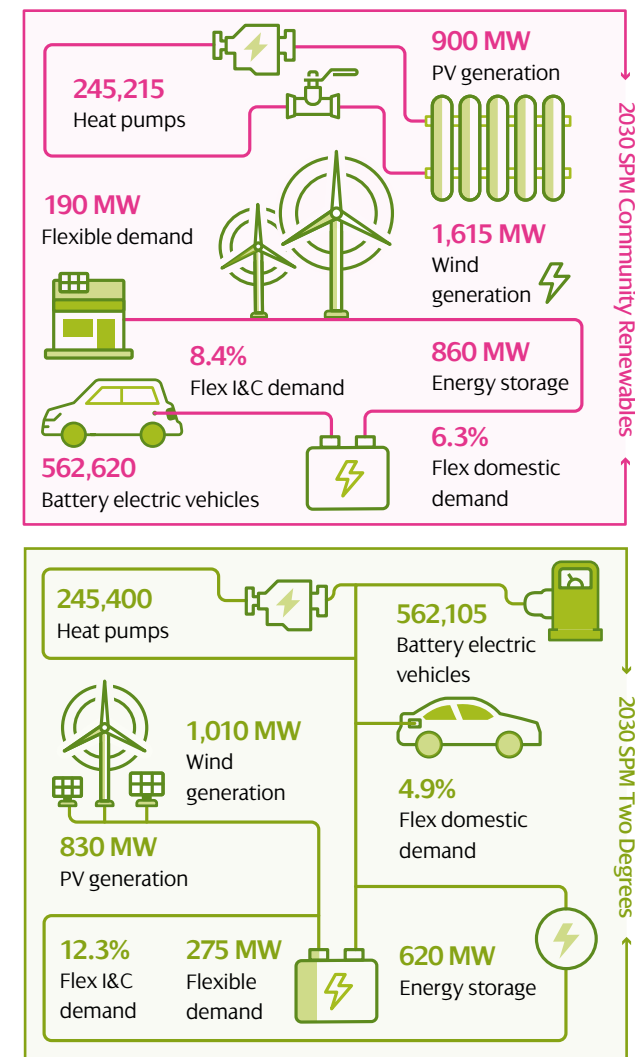 245,215
Heat pumps
900 MW
PV generation
190 MW
Flexible demand
1,615 MW
Wind
generation
8.4%
Flex I&C demand
860 MW
Energy storage
562,620
Battery electric vehicles
6.3%
Flex domestic
demand
2030 SPM Community Renewables
245,400
Heat pumps
562,105
Battery electric
vehicles
1,010 MW
Wind
generation
830 MW
PV generation
4.9%
Flex domestic
demand
12.3%
Flex I&C
demand
275 MW
Flexible
demand
620 MW
Energy storage
2030 SPM Two Degrees